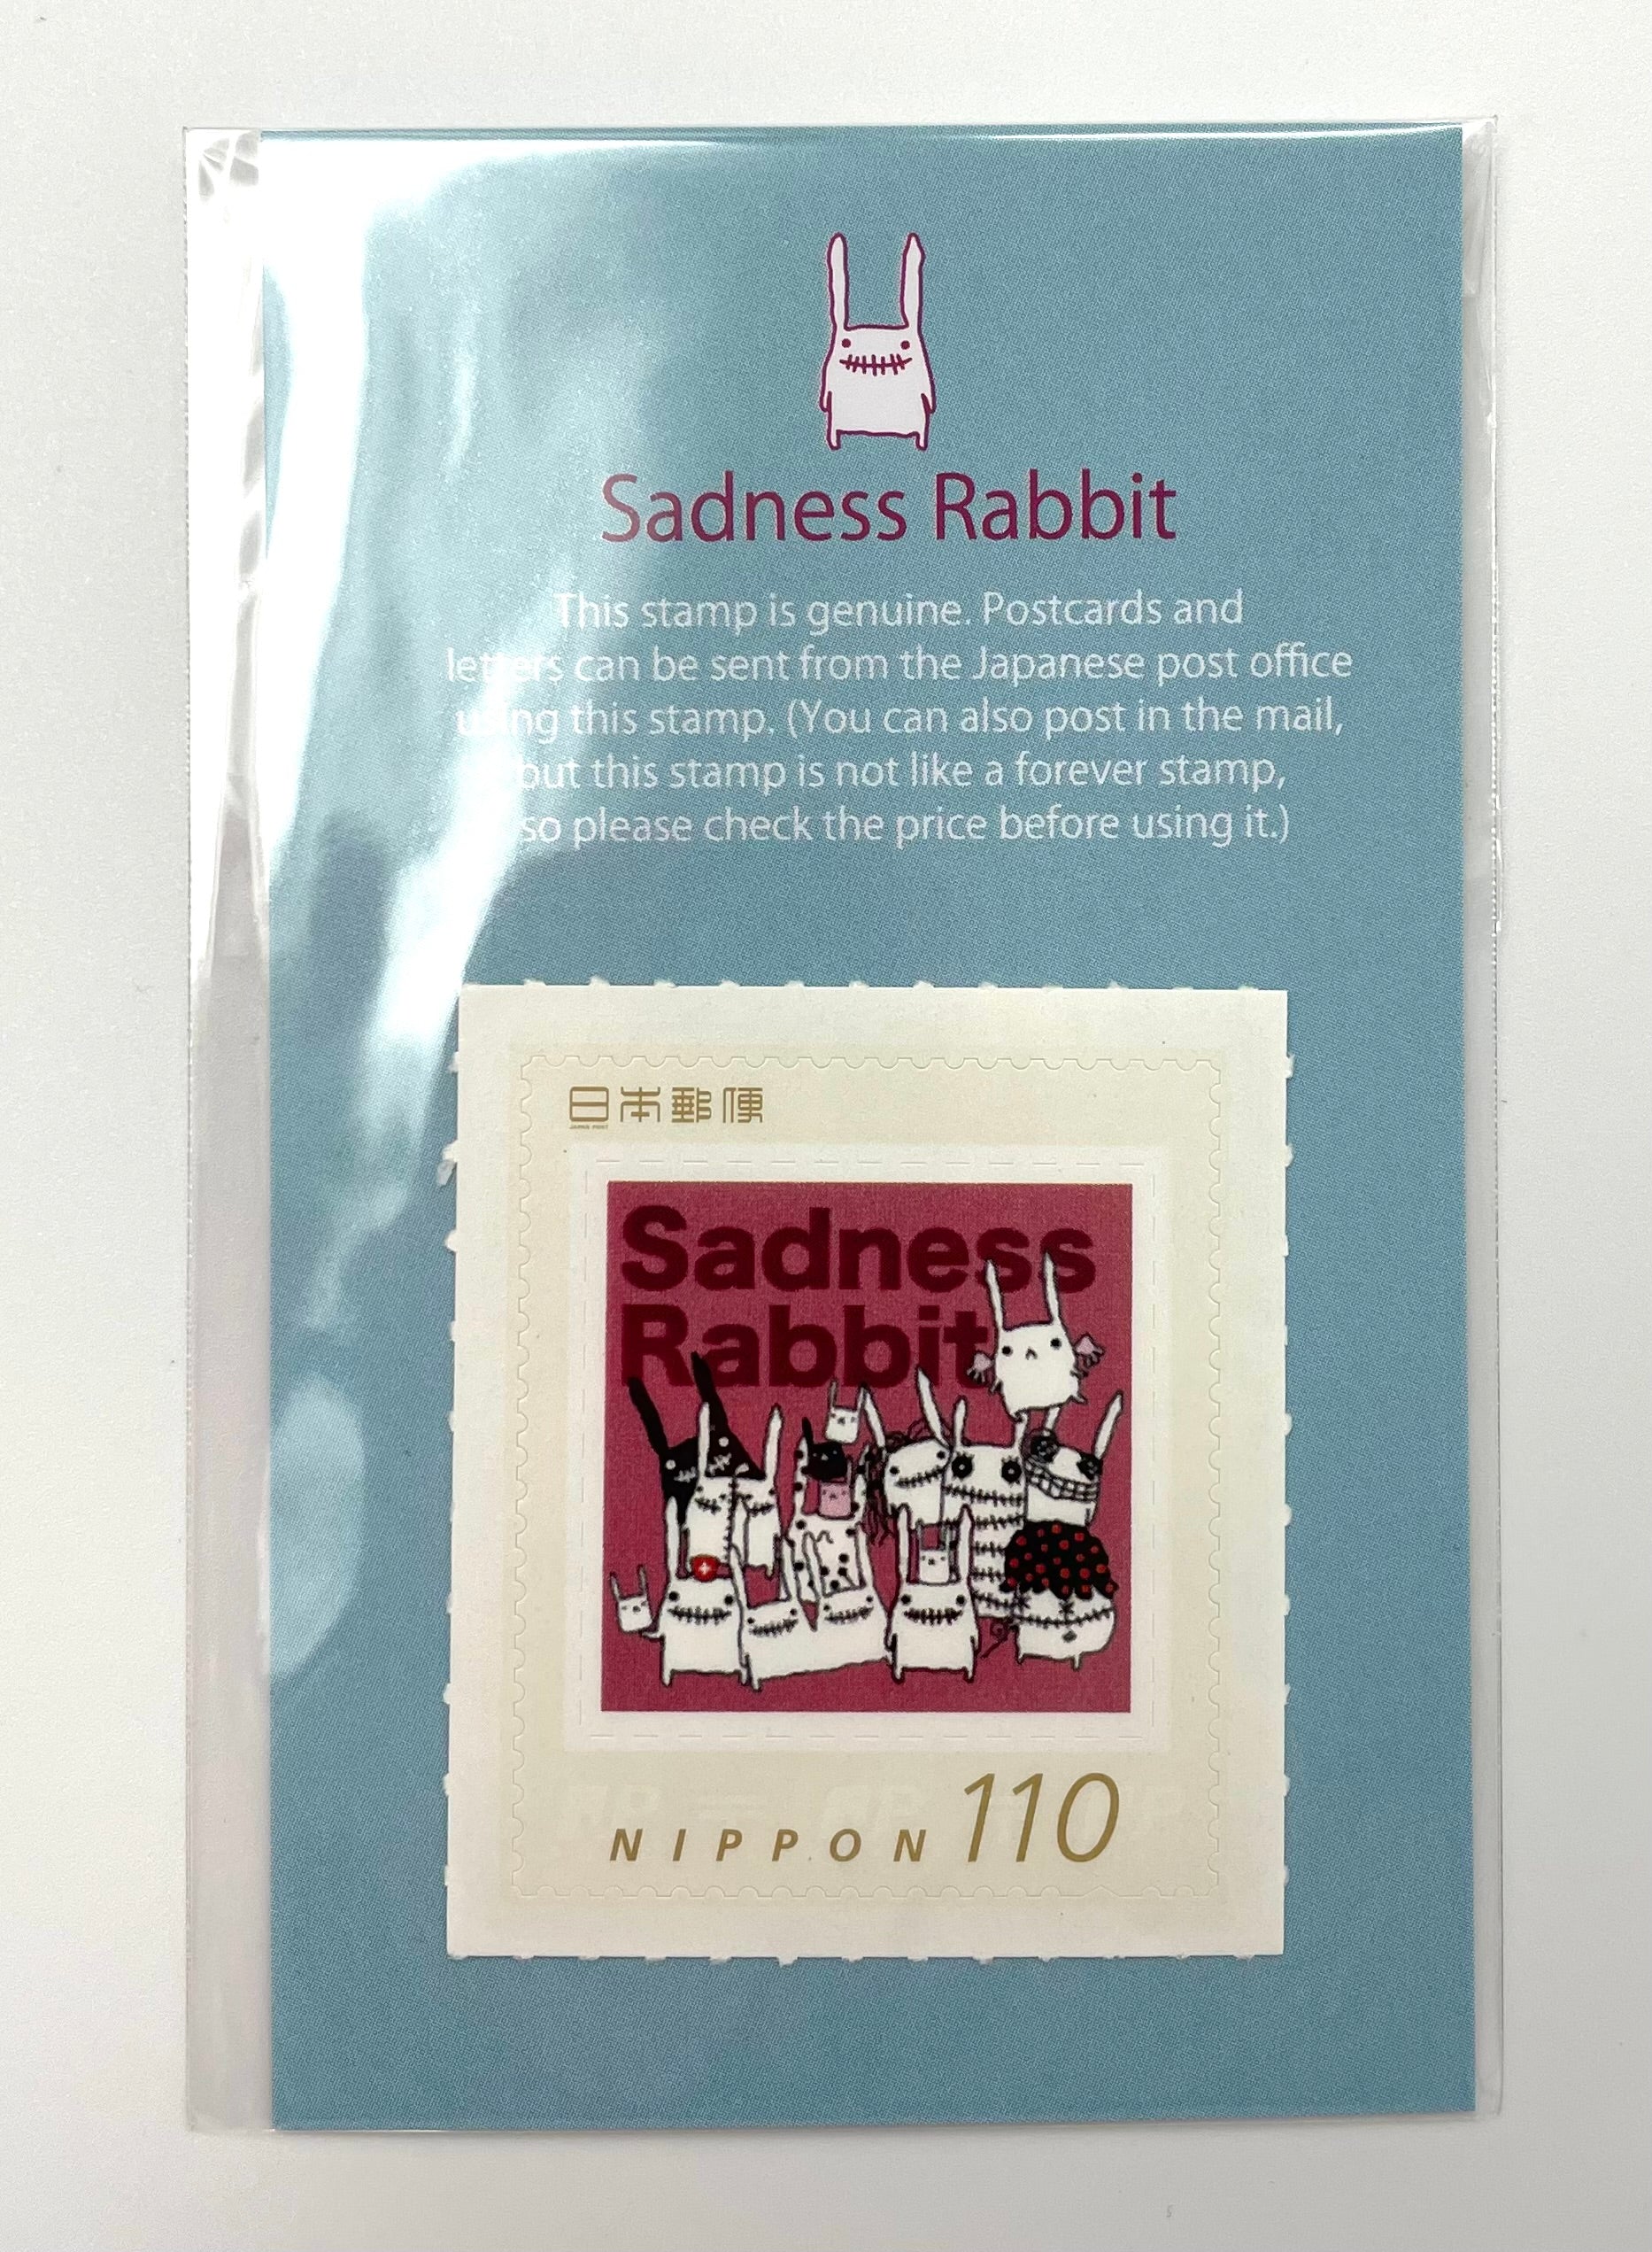 Sadness Rabbit
This stamp is genuine. Postcards and
letters can be sent from the Japanese post office
using this stamp. (You can also post in the mail,
but this stamp is not like a forever stamp,
so please check the price before using it.)
日本郵便
JAPAN POST
Sadness
Rabbit
NIPPON 110